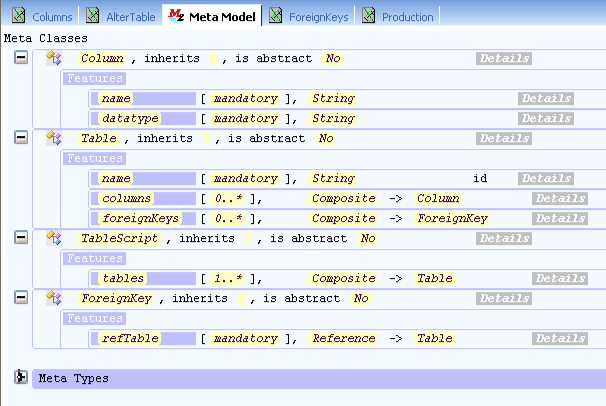 Columns AlterTable Meta Model ForeignKeys Production
Meta Classes
Column , inherits , is abstract No Details
Features
name [ mandatory ], String Details
datatype [ mandatory ], String Details
Table , inherits , is abstract No Details
Features
name [ mandatory ], String id Details
columns [ 0..* ], Composite -> Column Details
foreignKeys [ 0..* ], Composite -> ForeignKey Details
TableScript , inherits , is abstract No Details
Features
tables [ 1..* ], Composite -> Table Details
ForeignKey , inherits , is abstract No Details
Features
refTable [ mandatory ], Reference -> Table Details
Meta Types